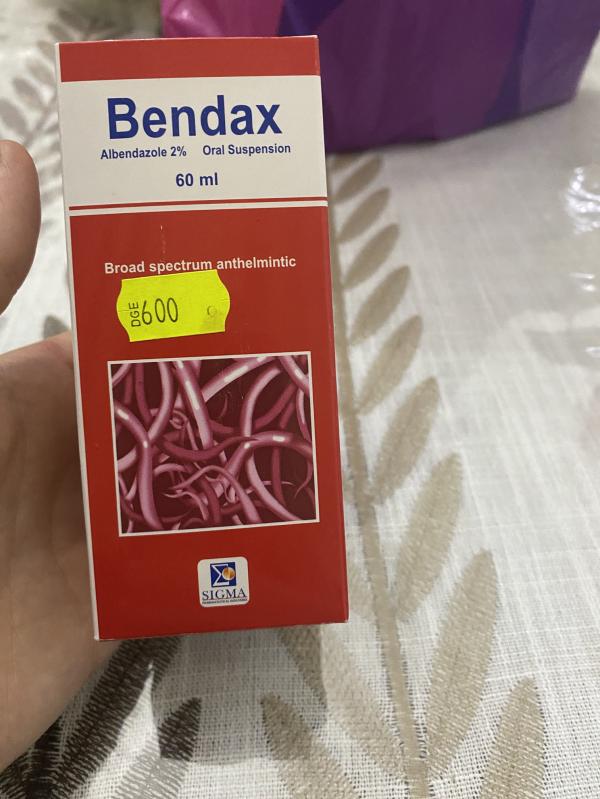 Bendax
Albendazole 2% Oral Suspension
60 ml
Broad spectrum anthelmintic
DGE 600
SIGMA